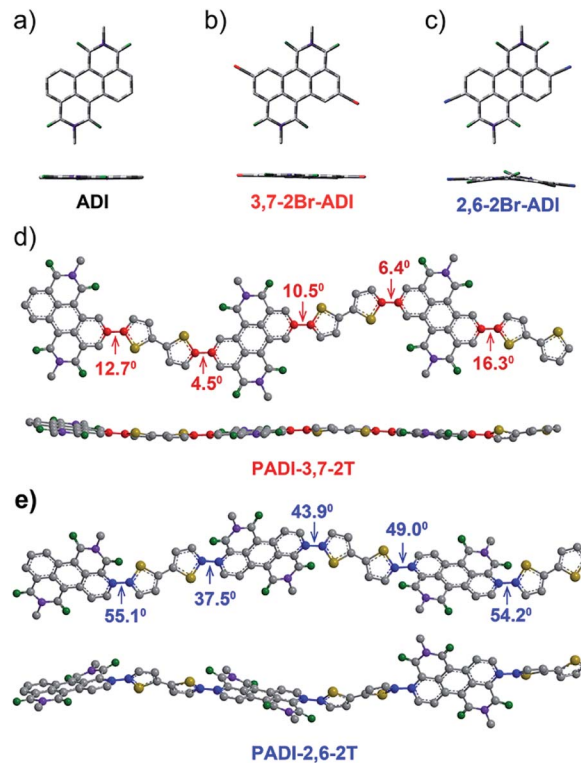 a)
b)
c)
ADI
3,7-2Br-ADI
2,6-2Br-ADI
d)
6.4⁰
10.5⁰
12.7⁰
4.5⁰
16.3⁰
PADI-3,7-2T
e)
43.9⁰
49.0⁰
55.1⁰
37.5⁰
54.2⁰
PADI-2,6-2T